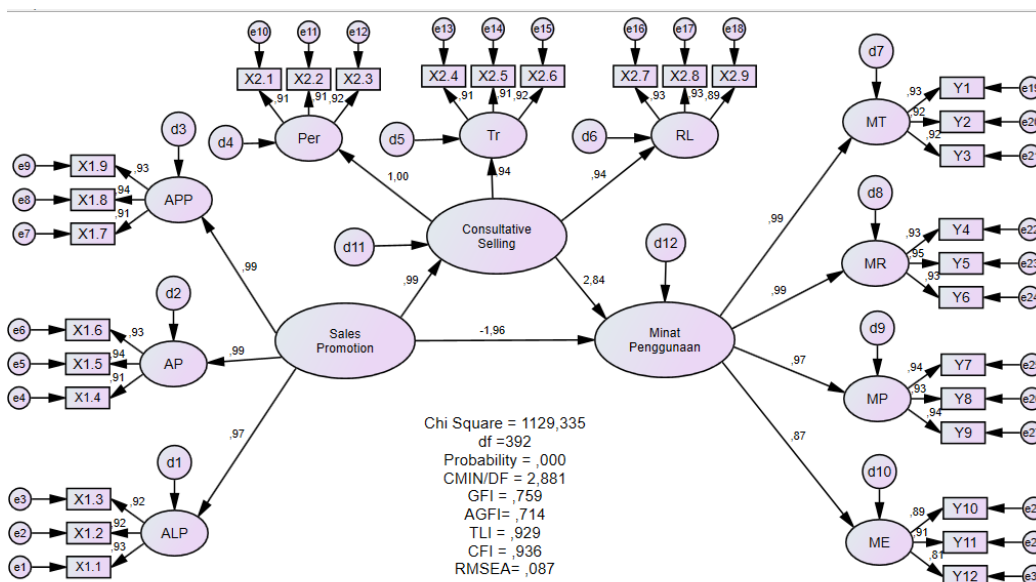 e10 e11 e12 e13 e14 e15 e16 e17 e18
X2.1 X2.2 X2.3 X2.4 X2.5 X2.6 X2.7 X2.8 X2.9
,91 ,91 ,92 ,91 ,91 ,92 ,93 ,93 ,89
d4 Per d5 Tr d6 RL
1,00 ,94 ,94
d3
e9 X1.9 ,93
e8 X1.8 ,94 APP
e7 X1.7 ,91
,99
d2
e6 X1.6 ,93
e5 X1.5 ,94 AP
e4 X1.4 ,91
,99
d1
e3 X1.3 ,92
e2 X1.2 ,92 ALP
e1 X1.1 ,93
,97
Sales
Promotion
,99
-1,96
d11
Consultative
Selling
2,84
d12
Minat
Penggunaan
d7
MT ,93 Y1 e19
,92 Y2
,92 Y3
,99
d8
MR ,93 Y4 e22
,95 Y5 e23
,93 Y6 e24
,99
d9
MP ,94 Y7
,93 Y8
,94 Y9
,97
d10
ME ,89 Y10
,91 Y11
,81 Y12
,87
Chi Square = 1129,335
df =392
Probability = ,000
CMIN/DF = 2,881
GFI = ,759
AGFI= ,714
TLI = ,929
CFI = ,936
RMSEA= ,087